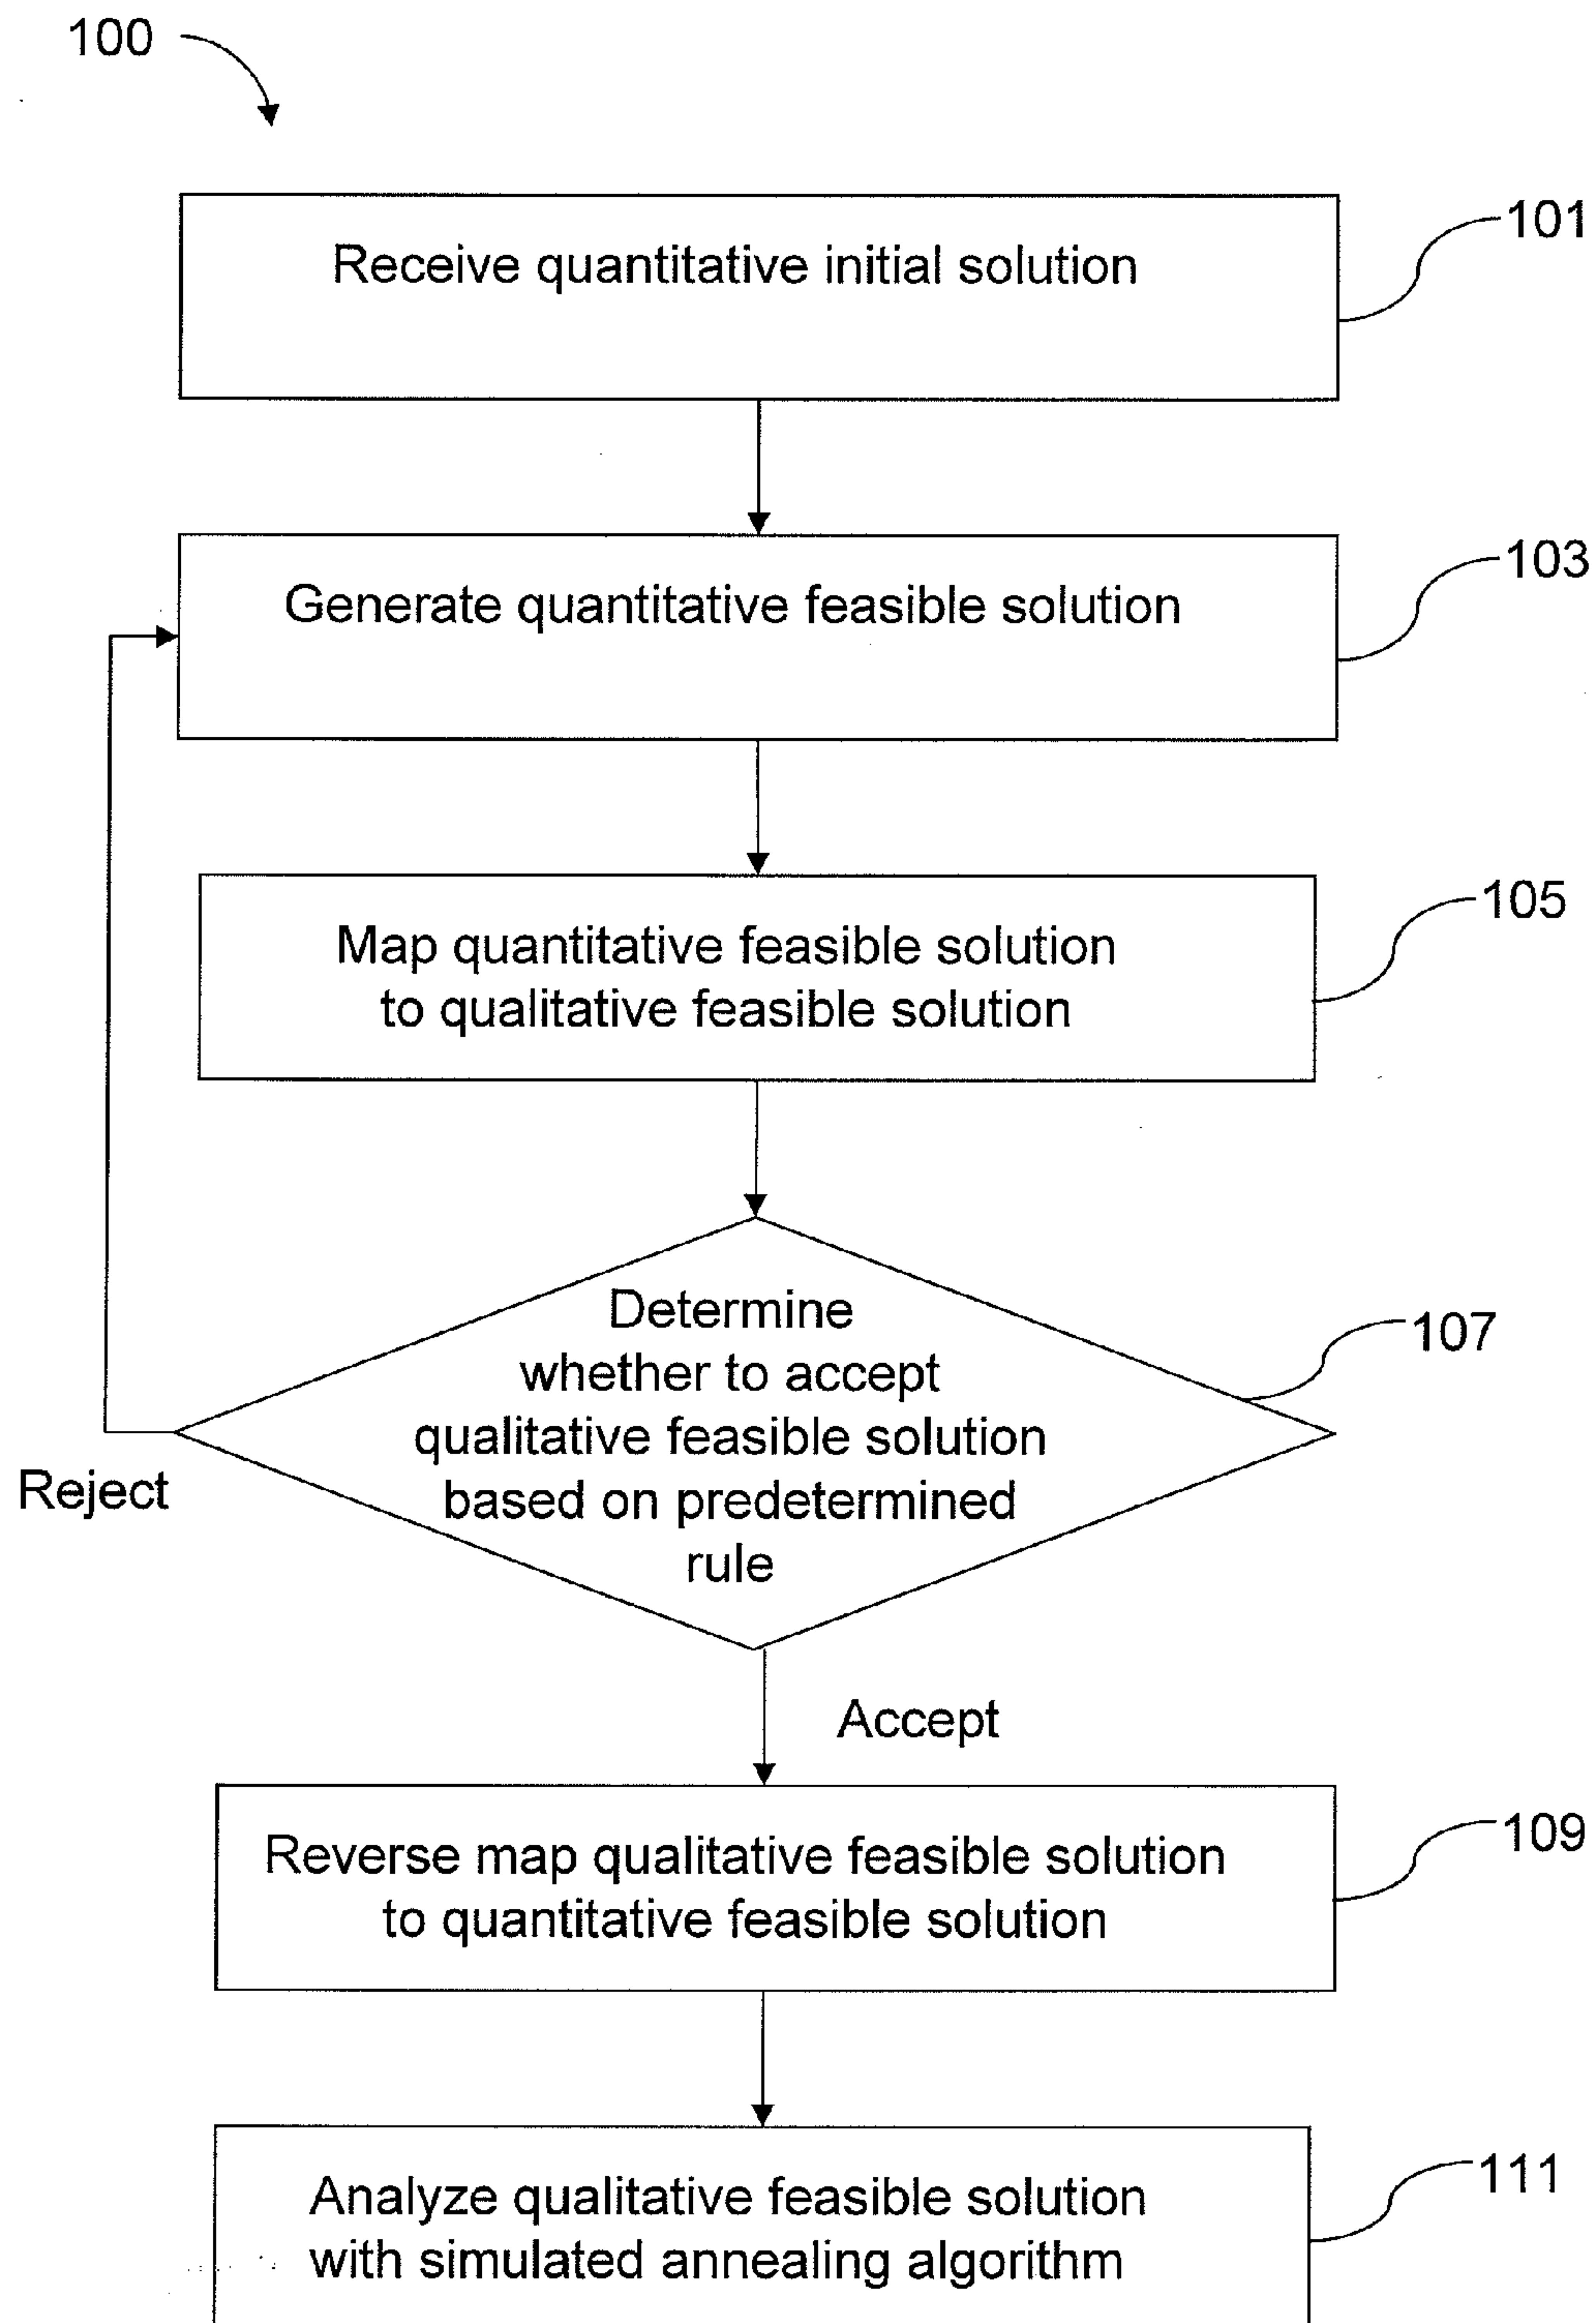 100
Receive quantitative initial solution
101
Generate quantitative feasible solution
103
Map quantitative feasible solution
to qualitative feasible solution
105
Determine
whether to accept
qualitative feasible solution
based on predetermined
rule
107
Reject
Accept
Reverse map qualitative feasible solution
to quantitative feasible solution
109
Analyze qualitative feasible solution
with simulated annealing algorithm
111